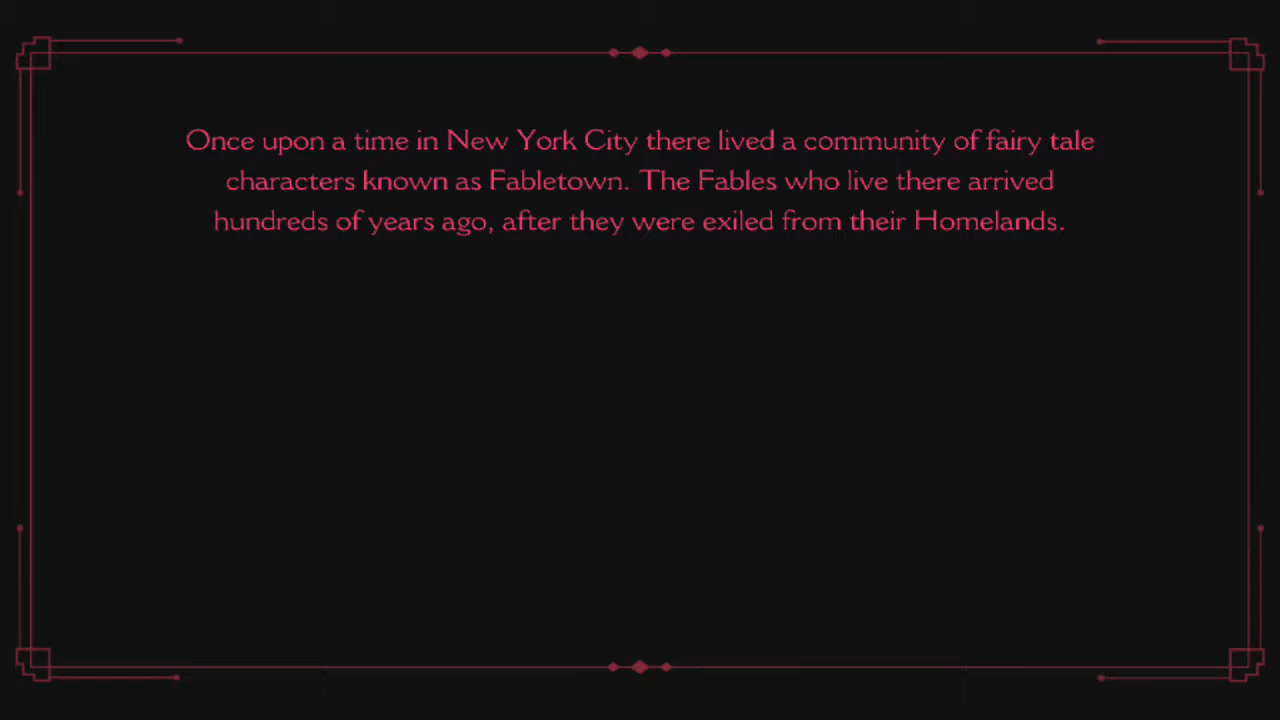 Once upon a time in New York City there lived a community of fairy tale
characters known as Fabletown. The Fables who live there arrived
hundreds of years ago, after they were exiled from their Homelands.